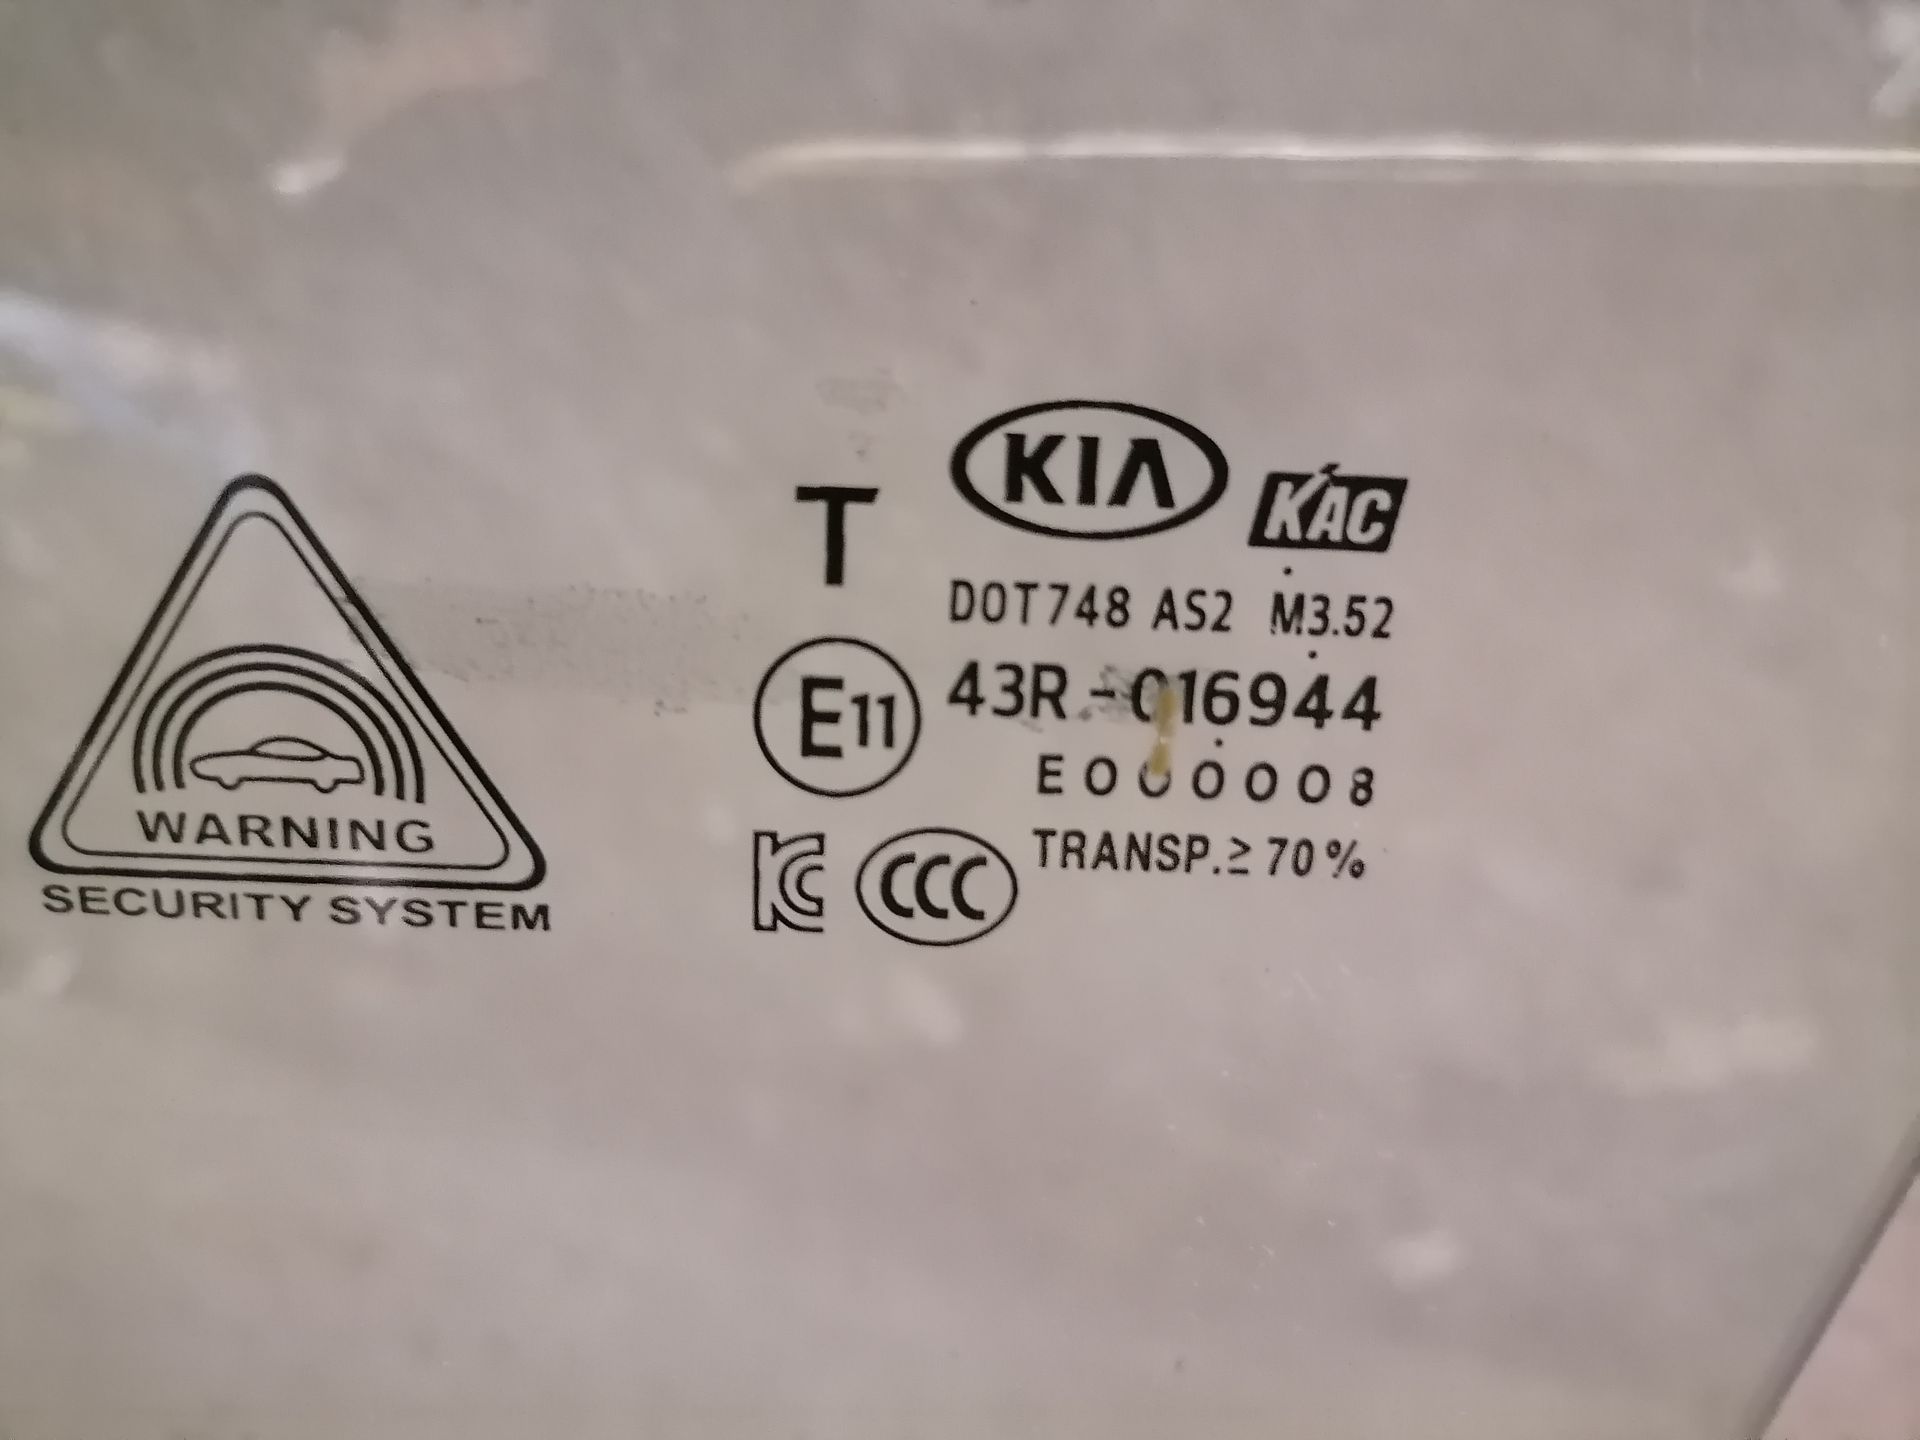 WARNING
SECURITY SYSTEM
T
KIA
KAC
DOT748 AS2 M3.52
E11
43R-016944
E000008
KC
CCC
TRANSP.≥70%